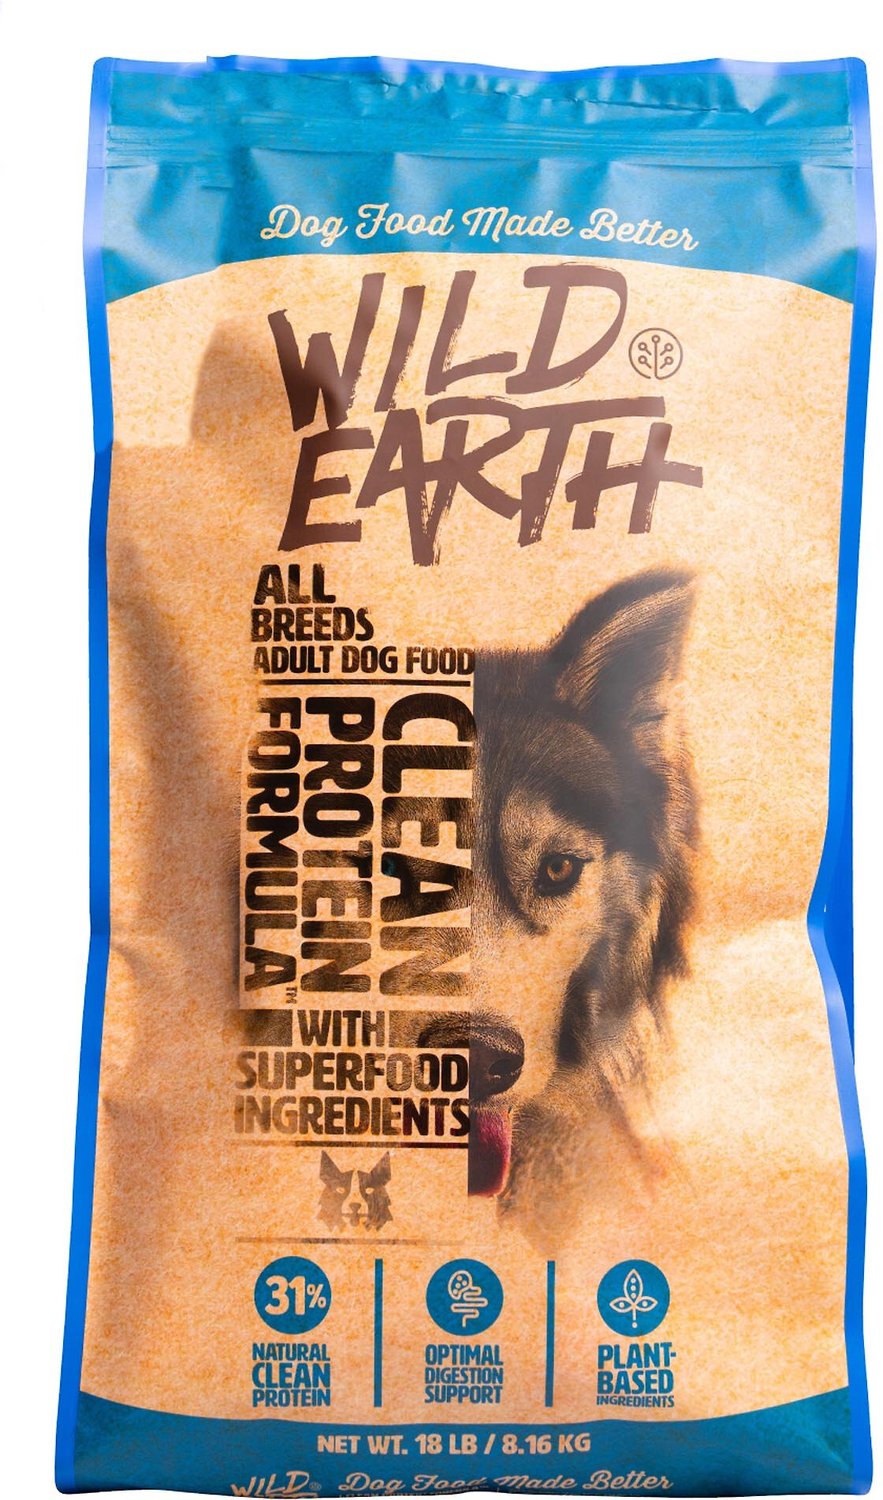 Dog Food Made Better
WILD
EARTH
ALL
BREEDS
ADULT DOG FOOD
CLEAN
PROTEIN
FORMULA™
WITH
SUPERFOOD
INGREDIENTS
31%
NATURAL
CLEAN
PROTEIN
OPTIMAL
DIGESTION
SUPPORT
PLANT-
BASED
INGREDIENTS
NET WT. 18 LB / 8.16 KG
WILD
Dog Food Made Better